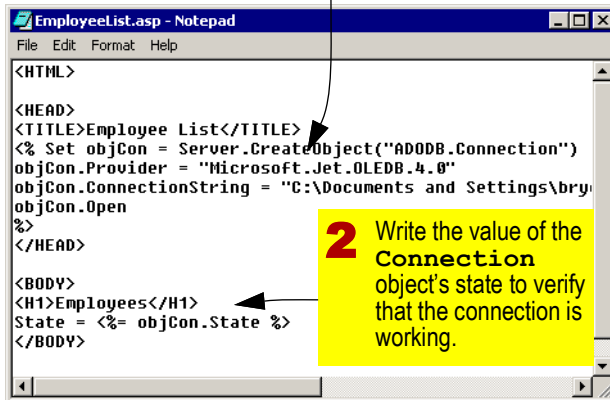 EmployeeList.asp - Notepad
File Edit Format Help
<HTML>
<HEAD>
<TITLE>Employee List</TITLE>
<% Set objCon = Server.CreateObject("ADODB.Connection")
objCon.Provider = "Microsoft.Jet.OLEDB.4.0"
objCon.ConnectionString = "C:\Documents and Settings\bry
objCon.Open
%>
</HEAD>
<BODY>
<H1>Employees</H1>
State = <%= objCon.State %>
</BODY>
2 Write the value of the
Connection
object's state to verify
that the connection is
working.